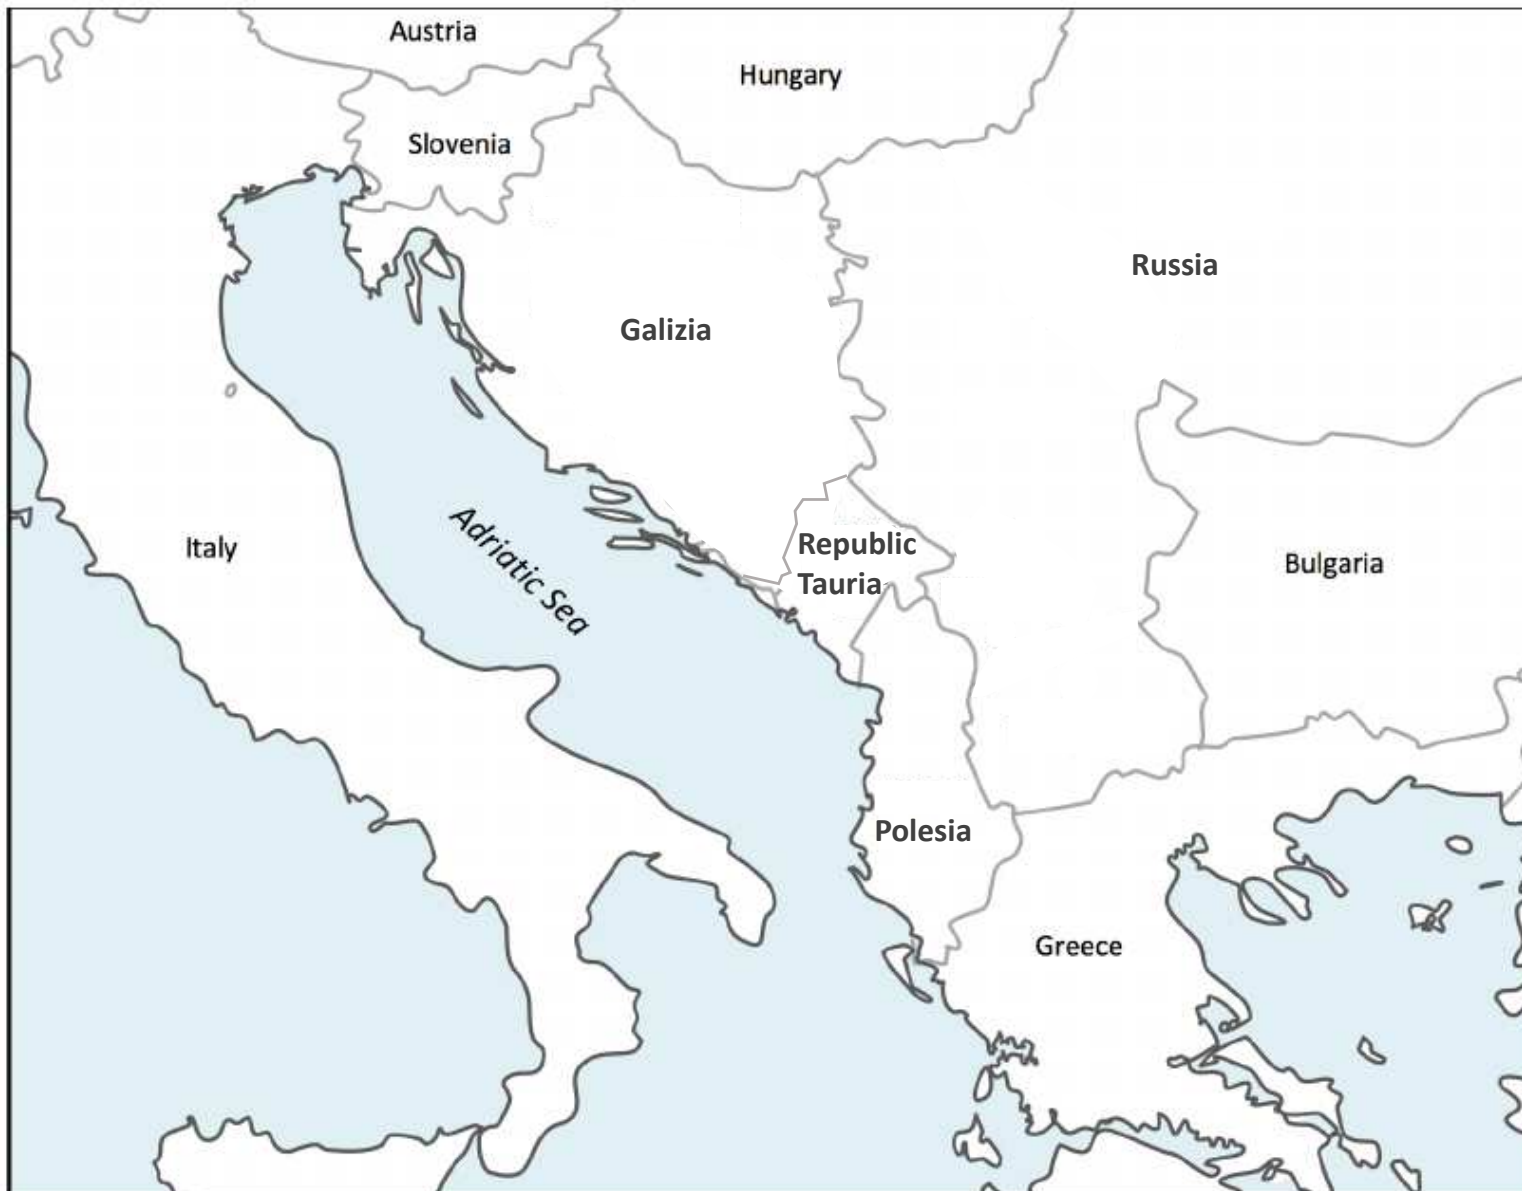 Austria
Hungary
Slovenia
Russia
Galizia
Adriatic Sea
Italy
Republic
Tauria
Bulgaria
Polesia
Greece